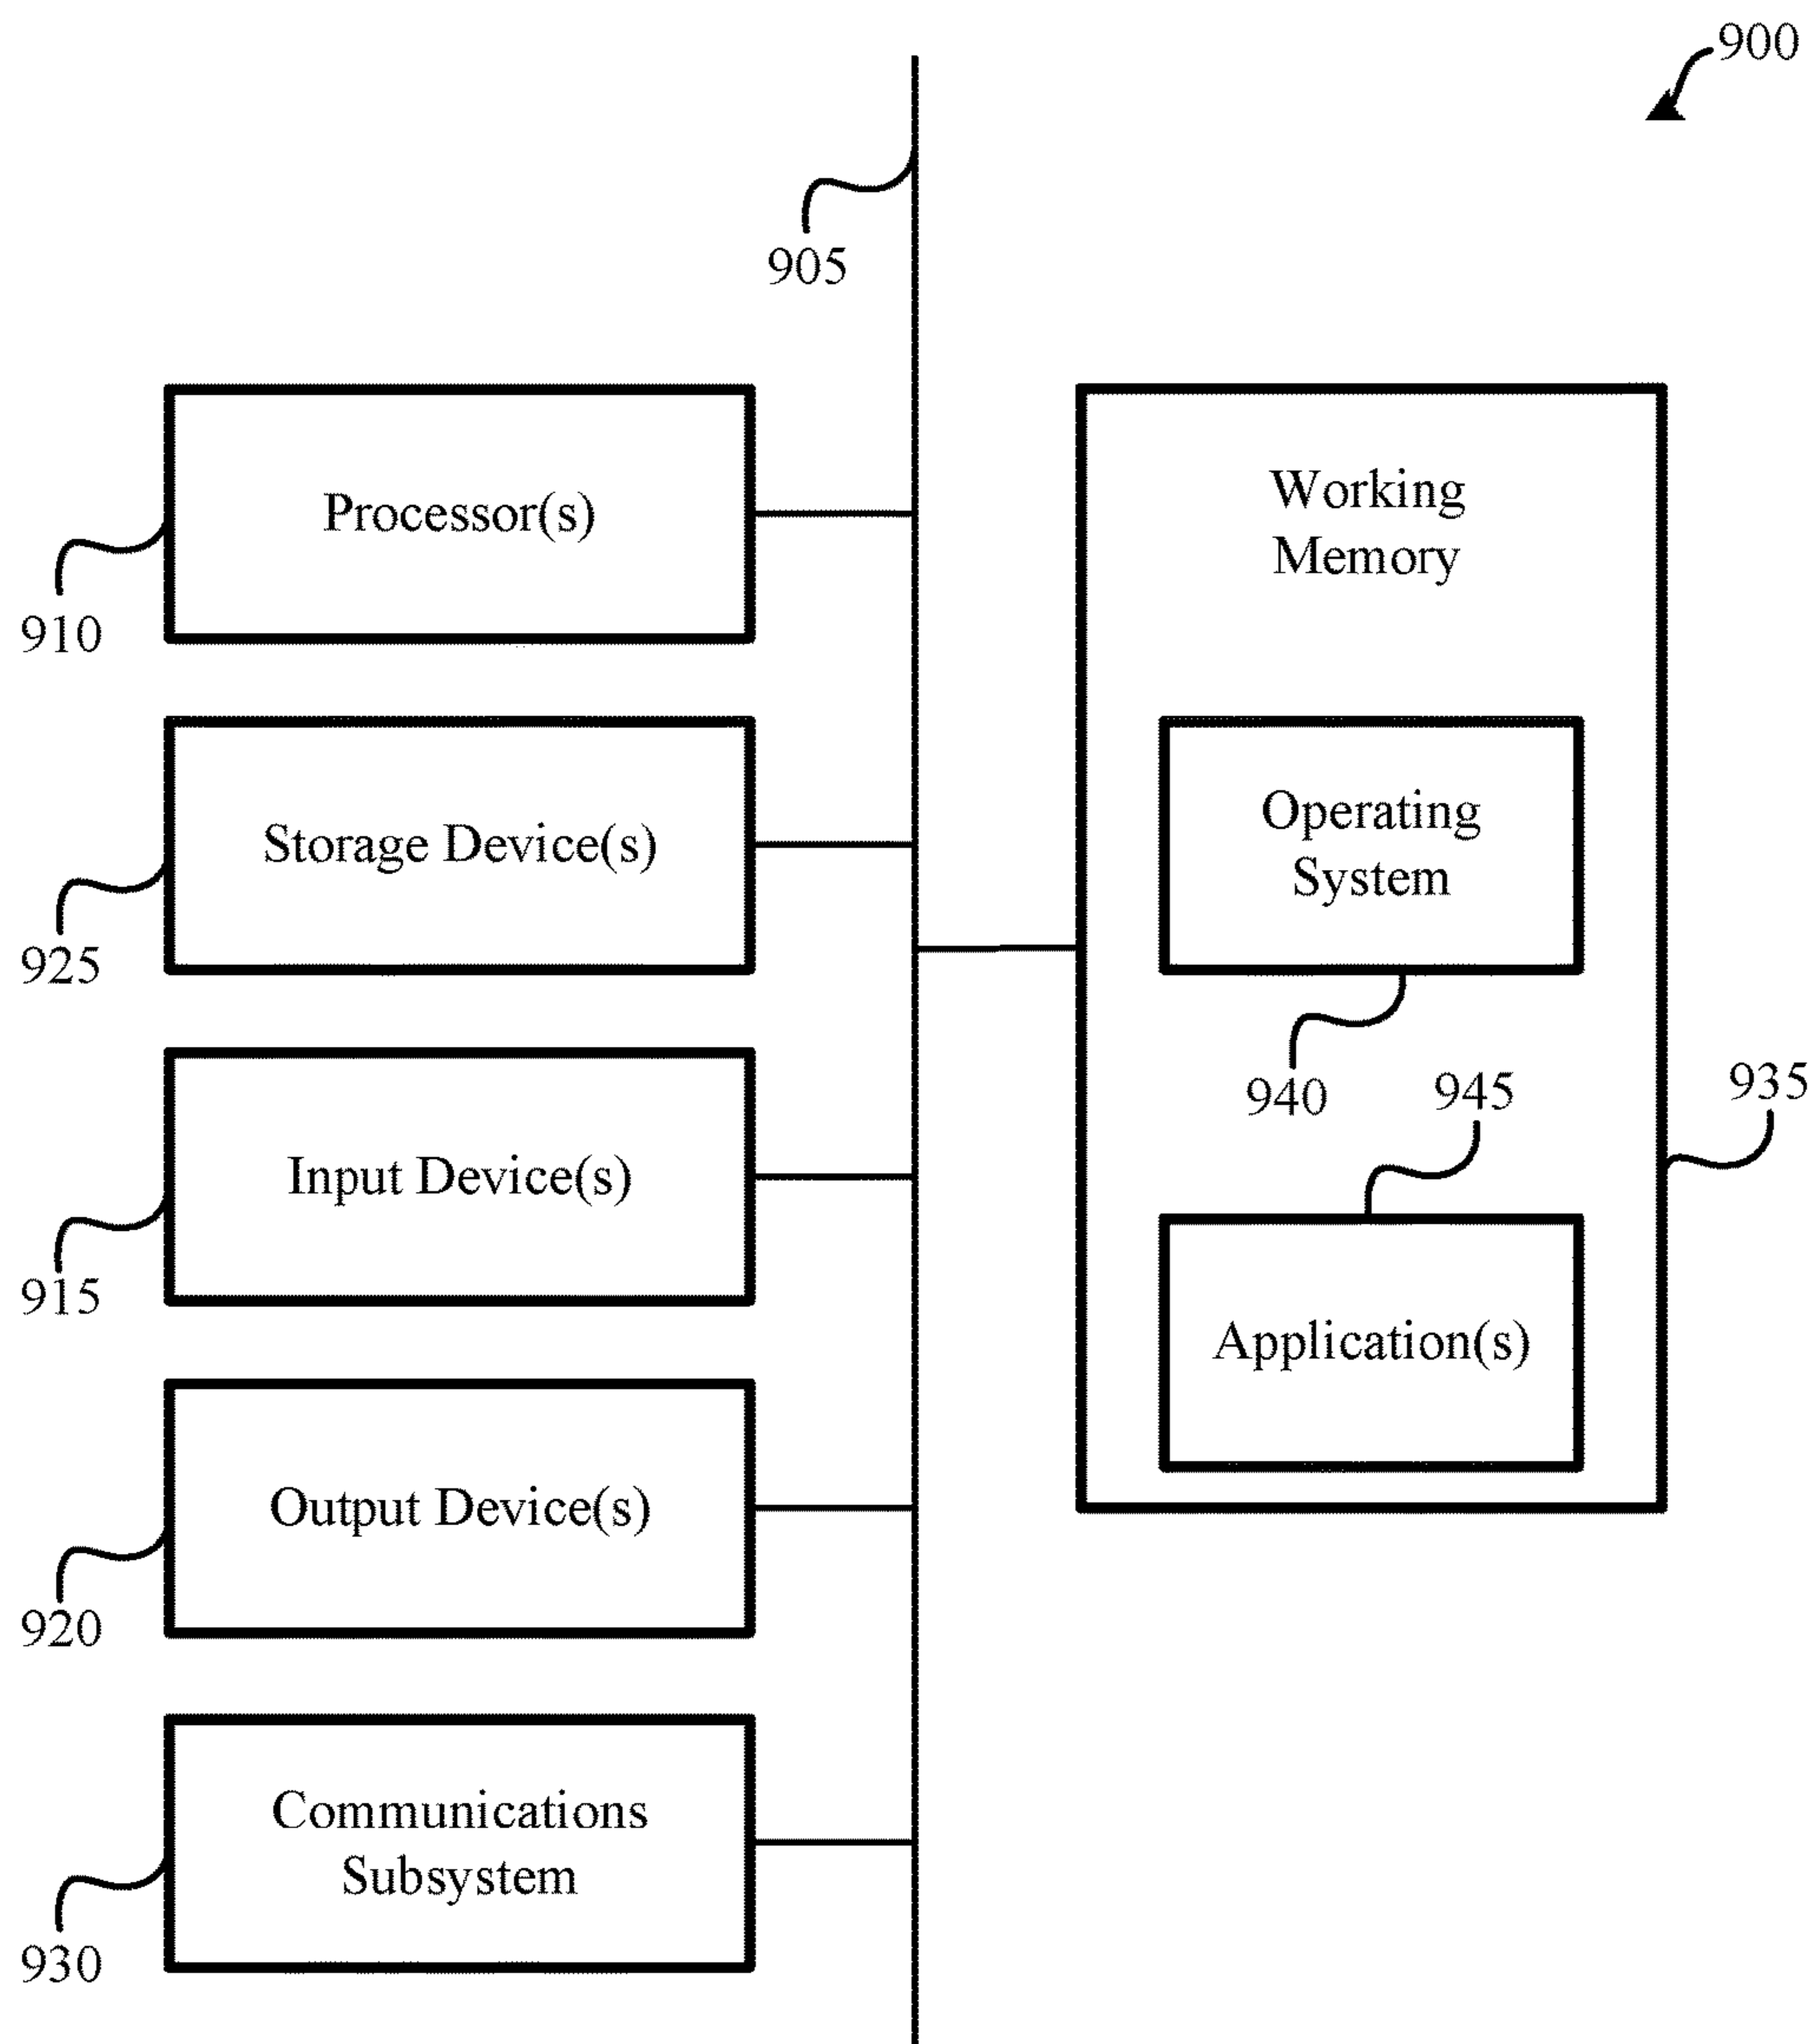 900
905
Processor(s)
910
Storage Device(s)
925
Input Device(s)
915
Output Device(s)
920
Communications
Subsystem
930
Working
Memory
Operating
System
940
945
935
Application(s)